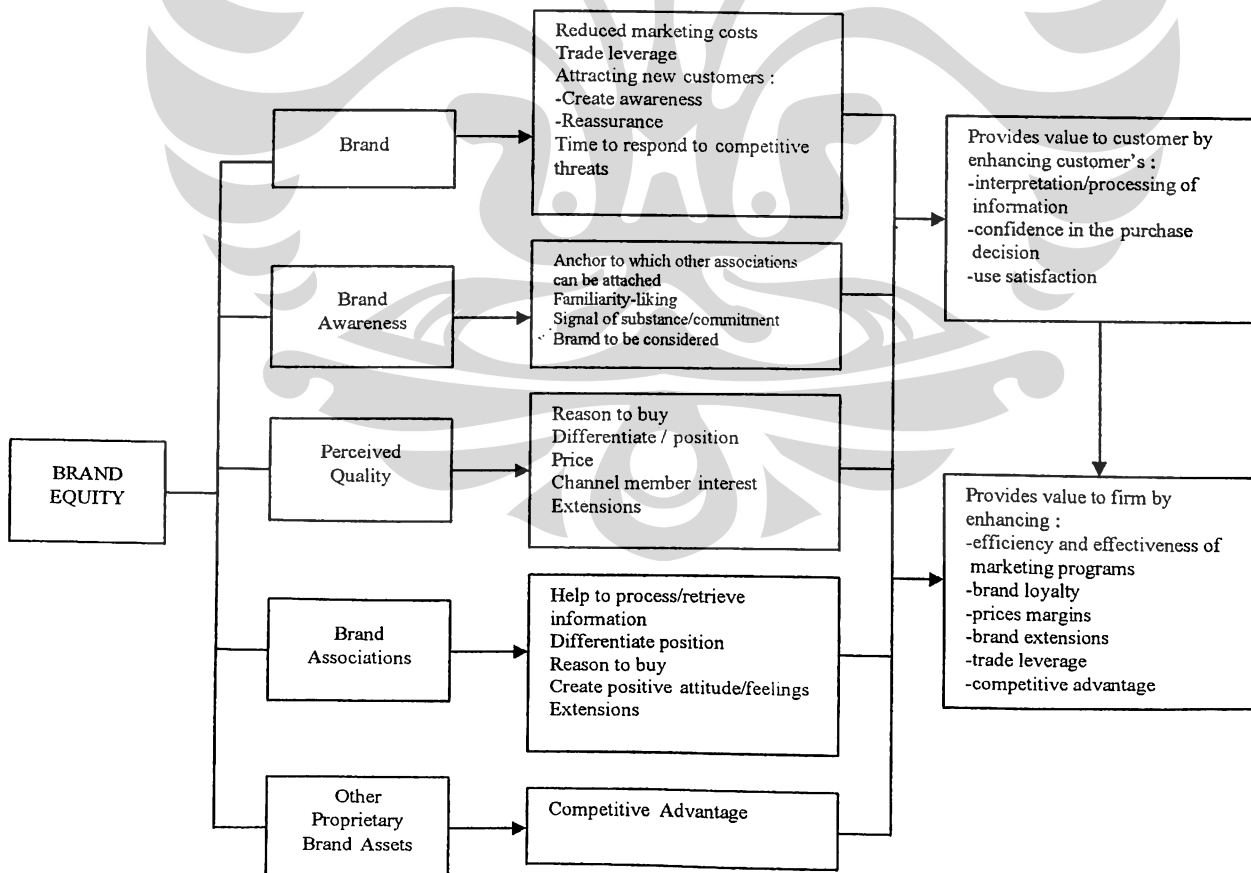 BRAND
EQUITY
Brand
Reduced marketing costs
Trade leverage
Attracting new customers :
-Create awareness
-Reassurance
Time to respond to competitive
threats
Brand
Awareness
Anchor to which other associations
can be attached
Familiarity-liking
Signal of substance/commitment
Bramd to be considered
Perceived
Quality
Reason to buy
Differentiate / position
Price
Channel member interest
Extensions
Brand
Associations
Help to process/retrieve
information
Differentiate position
Reason to buy
Create positive attitude/feelings
Extensions
Other
Proprietary
Brand Assets
Competitive Advantage
Provides value to customer by
enhancing customer's :
-interpretation/processing of
information
-confidence in the purchase
decision
-use satisfaction
Provides value to firm by
enhancing :
-efficiency and effectiveness of
marketing programs
-brand loyalty
-prices margins
-brand extensions
-trade leverage
-competitive advantage